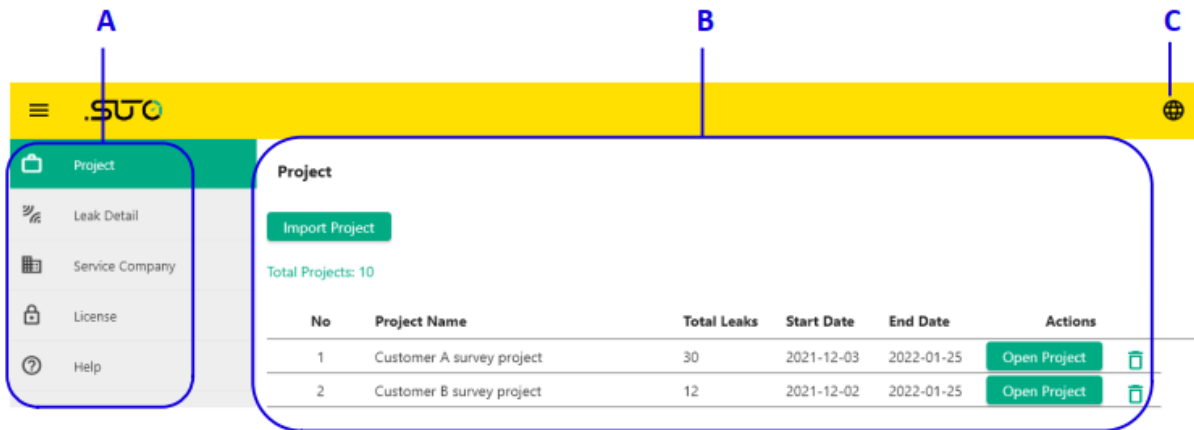 A B C
.SUTO
Project
Leak Detail
Service Company
License
Help
Project
Import Project
Total Projects: 10
No Project Name Total Leaks Start Date End Date Actions
1 Customer A survey project 30 2021-12-03 2022-01-25 Open Project
2 Customer B survey project 12 2021-12-02 2022-01-25 Open Project